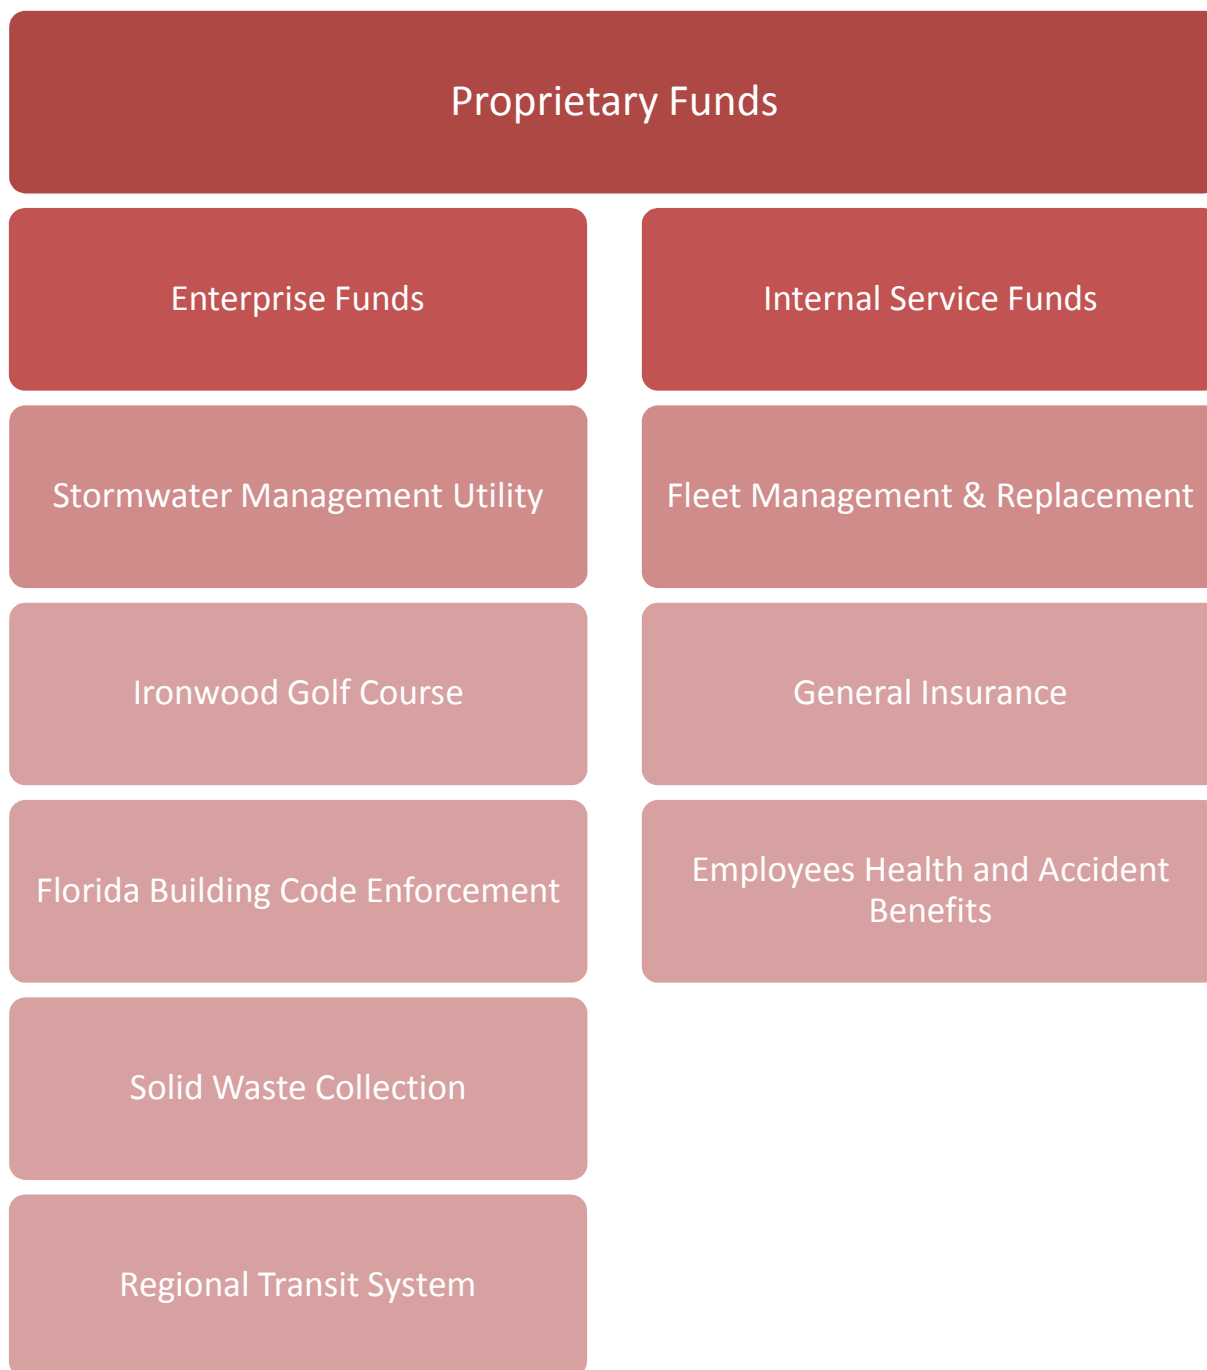 Proprietary Funds
Enterprise Funds
Internal Service Funds
Stormwater Management Utility
Fleet Management & Replacement
Ironwood Golf Course
General Insurance
Florida Building Code Enforcement
Employees Health and Accident
Benefits
Solid Waste Collection
Regional Transit System